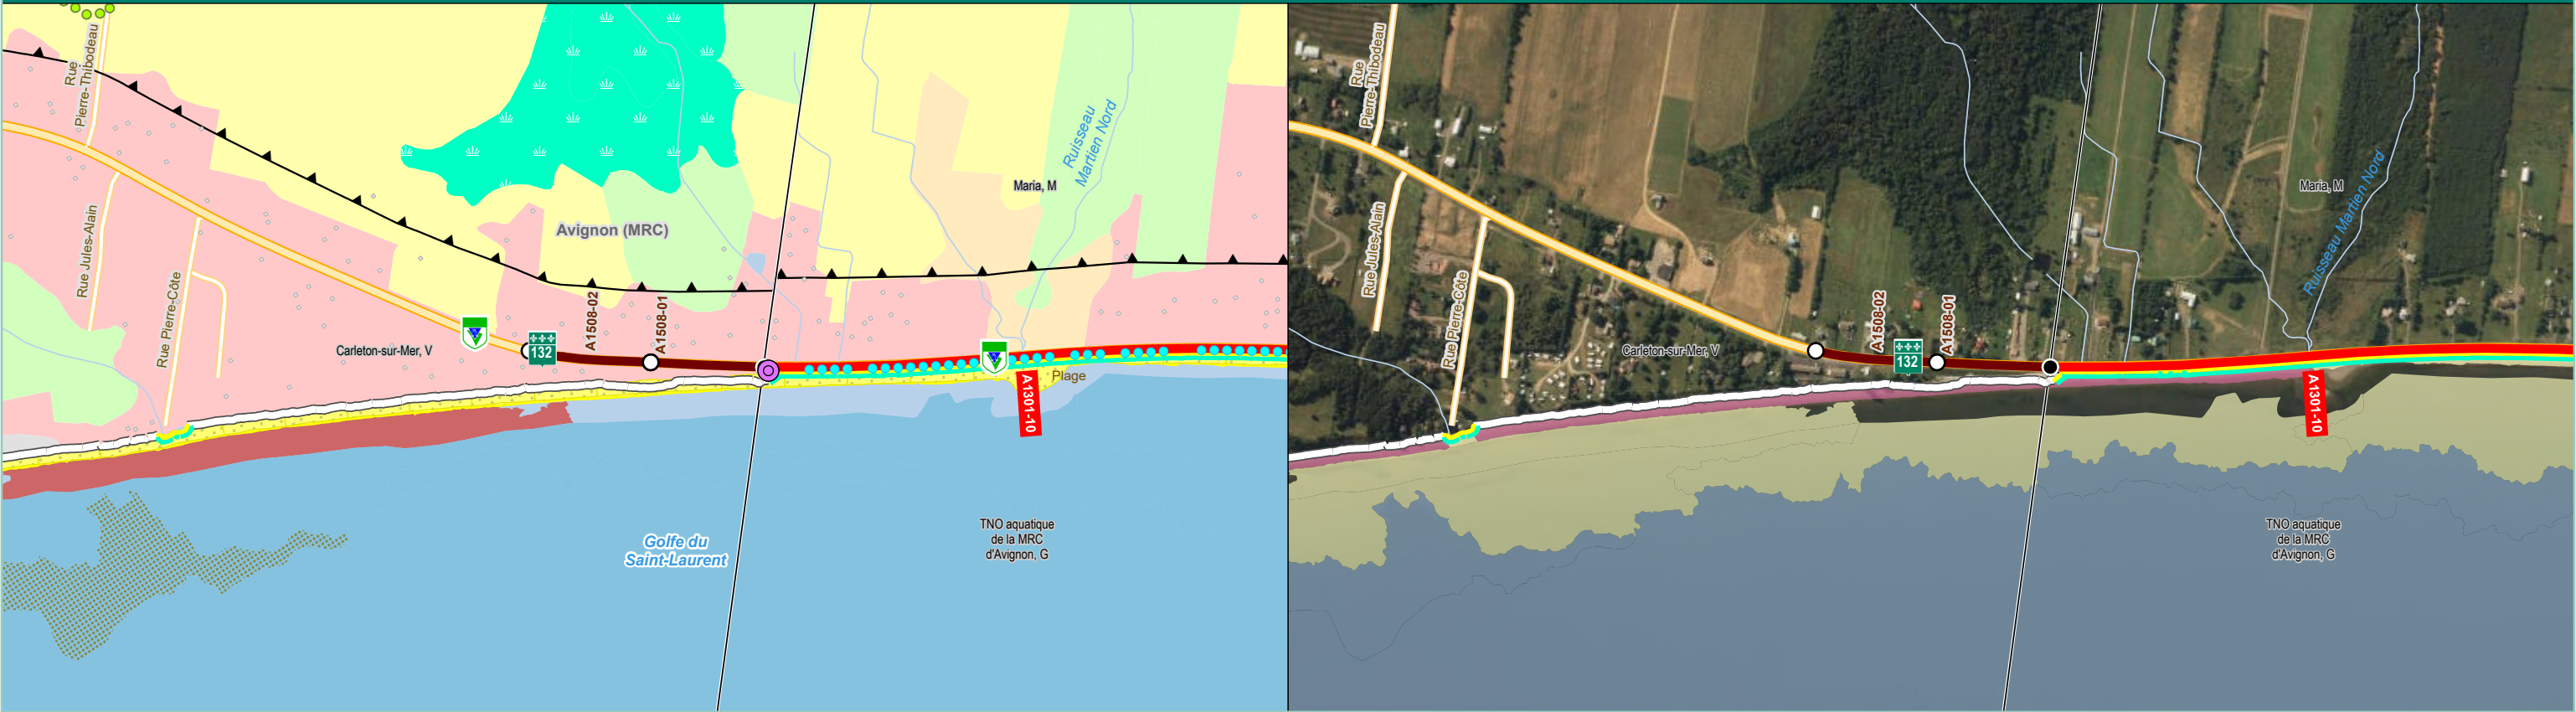 Rue
Pierre-Thibodeau
Rue Jules-Alain
Rue Pierre-Côte
Avignon (MRC)
Carleton-sur-Mer, V
132
A1508-02
A1508-01
Maria, M
Ruisseau
Martien Nord
Plage
A1301-10
Golfe du
Saint-Laurent
TNO aquatique
de la MRC
d'Avignon, G
Rue
Pierre-Thibodeau
Rue Jules-Alain
Rue Pierre-Côte
Carleton-sur-Mer, V
A1508-02
132
A1508-01
Maria, M
Ruisseau Martien Nord
A1301-10
TNO aquatique
de la MRC
d'Avignon, G